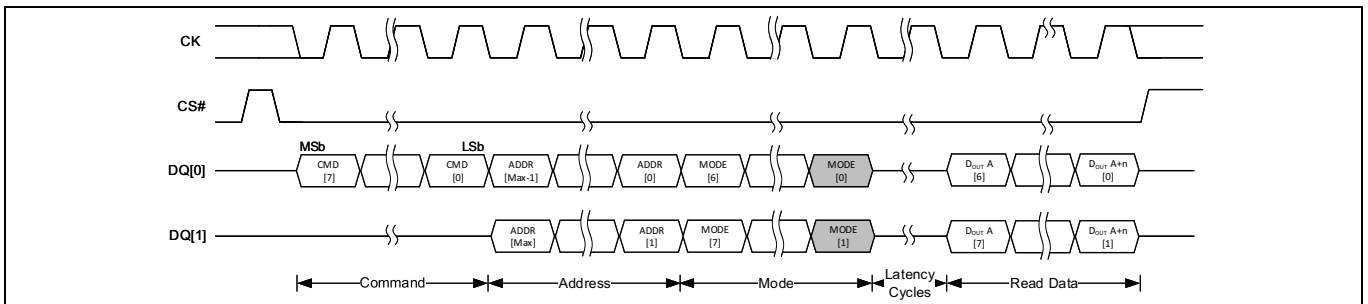 CK
CS#
MSb LSb
DQ[0] CMD [7] CMD [0] ADDR [Max-1] ADDR [0] MODE [6] MODE [0] DOUT A [6] DOUT A+n [0]
DQ[1] ADDR [Max] ADDR [1] MODE [7] MODE [1] DOUT A [7] DOUT A+n [1]
Command Address Mode Latency Cycles Read Data